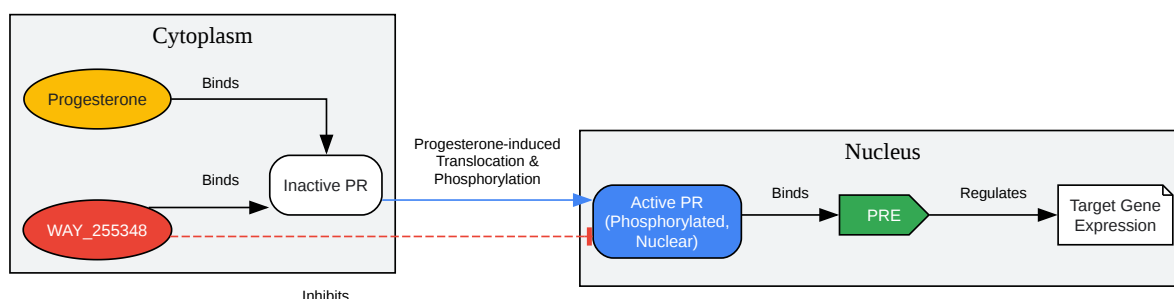 Cytoplasm
Progesterone
Binds
Inactive PR
Binds
WAY_255348
Inhibits
Progesterone-induced
Translocation &
Phosphorylation
Nucleus
Active PR
(Phosphorylated,
Nuclear)
Binds
PRE
Regulates
Target Gene
Expression